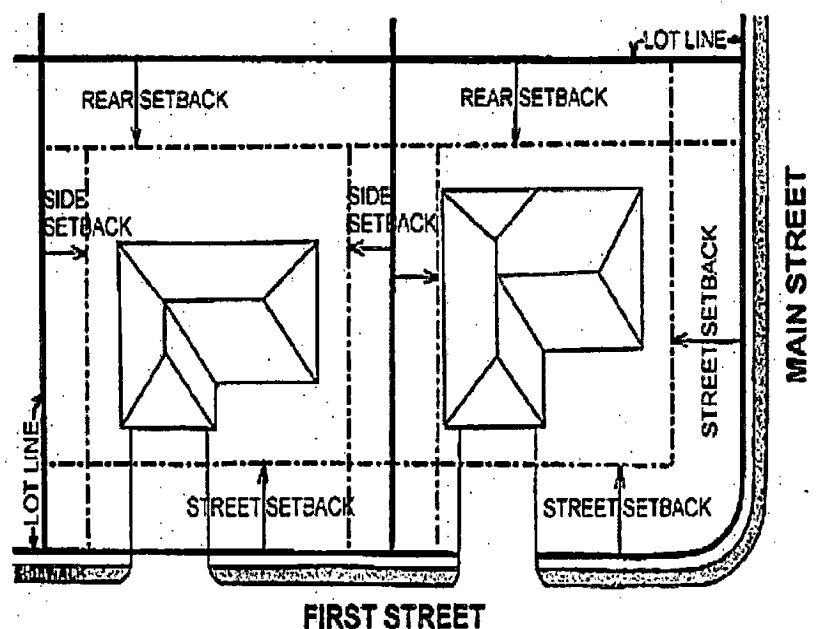 LOT LINE
REAR SETBACK
REAR SETBACK
SIDE
SETBACK
SIDE
SETBACK
STREET SETBACK
MAIN STREET
LOT LINE
STREET SETBACK
STREET SETBACK
SIDEWALK
FIRST STREET